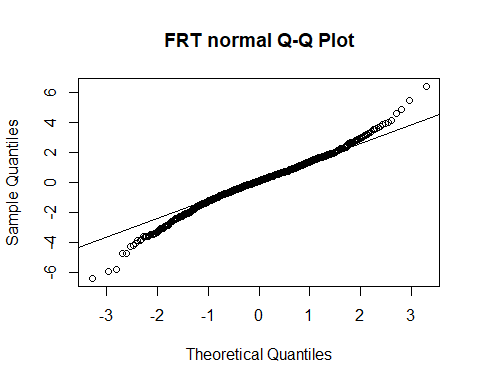 FRT normal Q-Q Plot
Sample Quantiles
6
4
2
0
-2
-4
-6
-3 -2 -1 0 1 2 3
Theoretical Quantiles